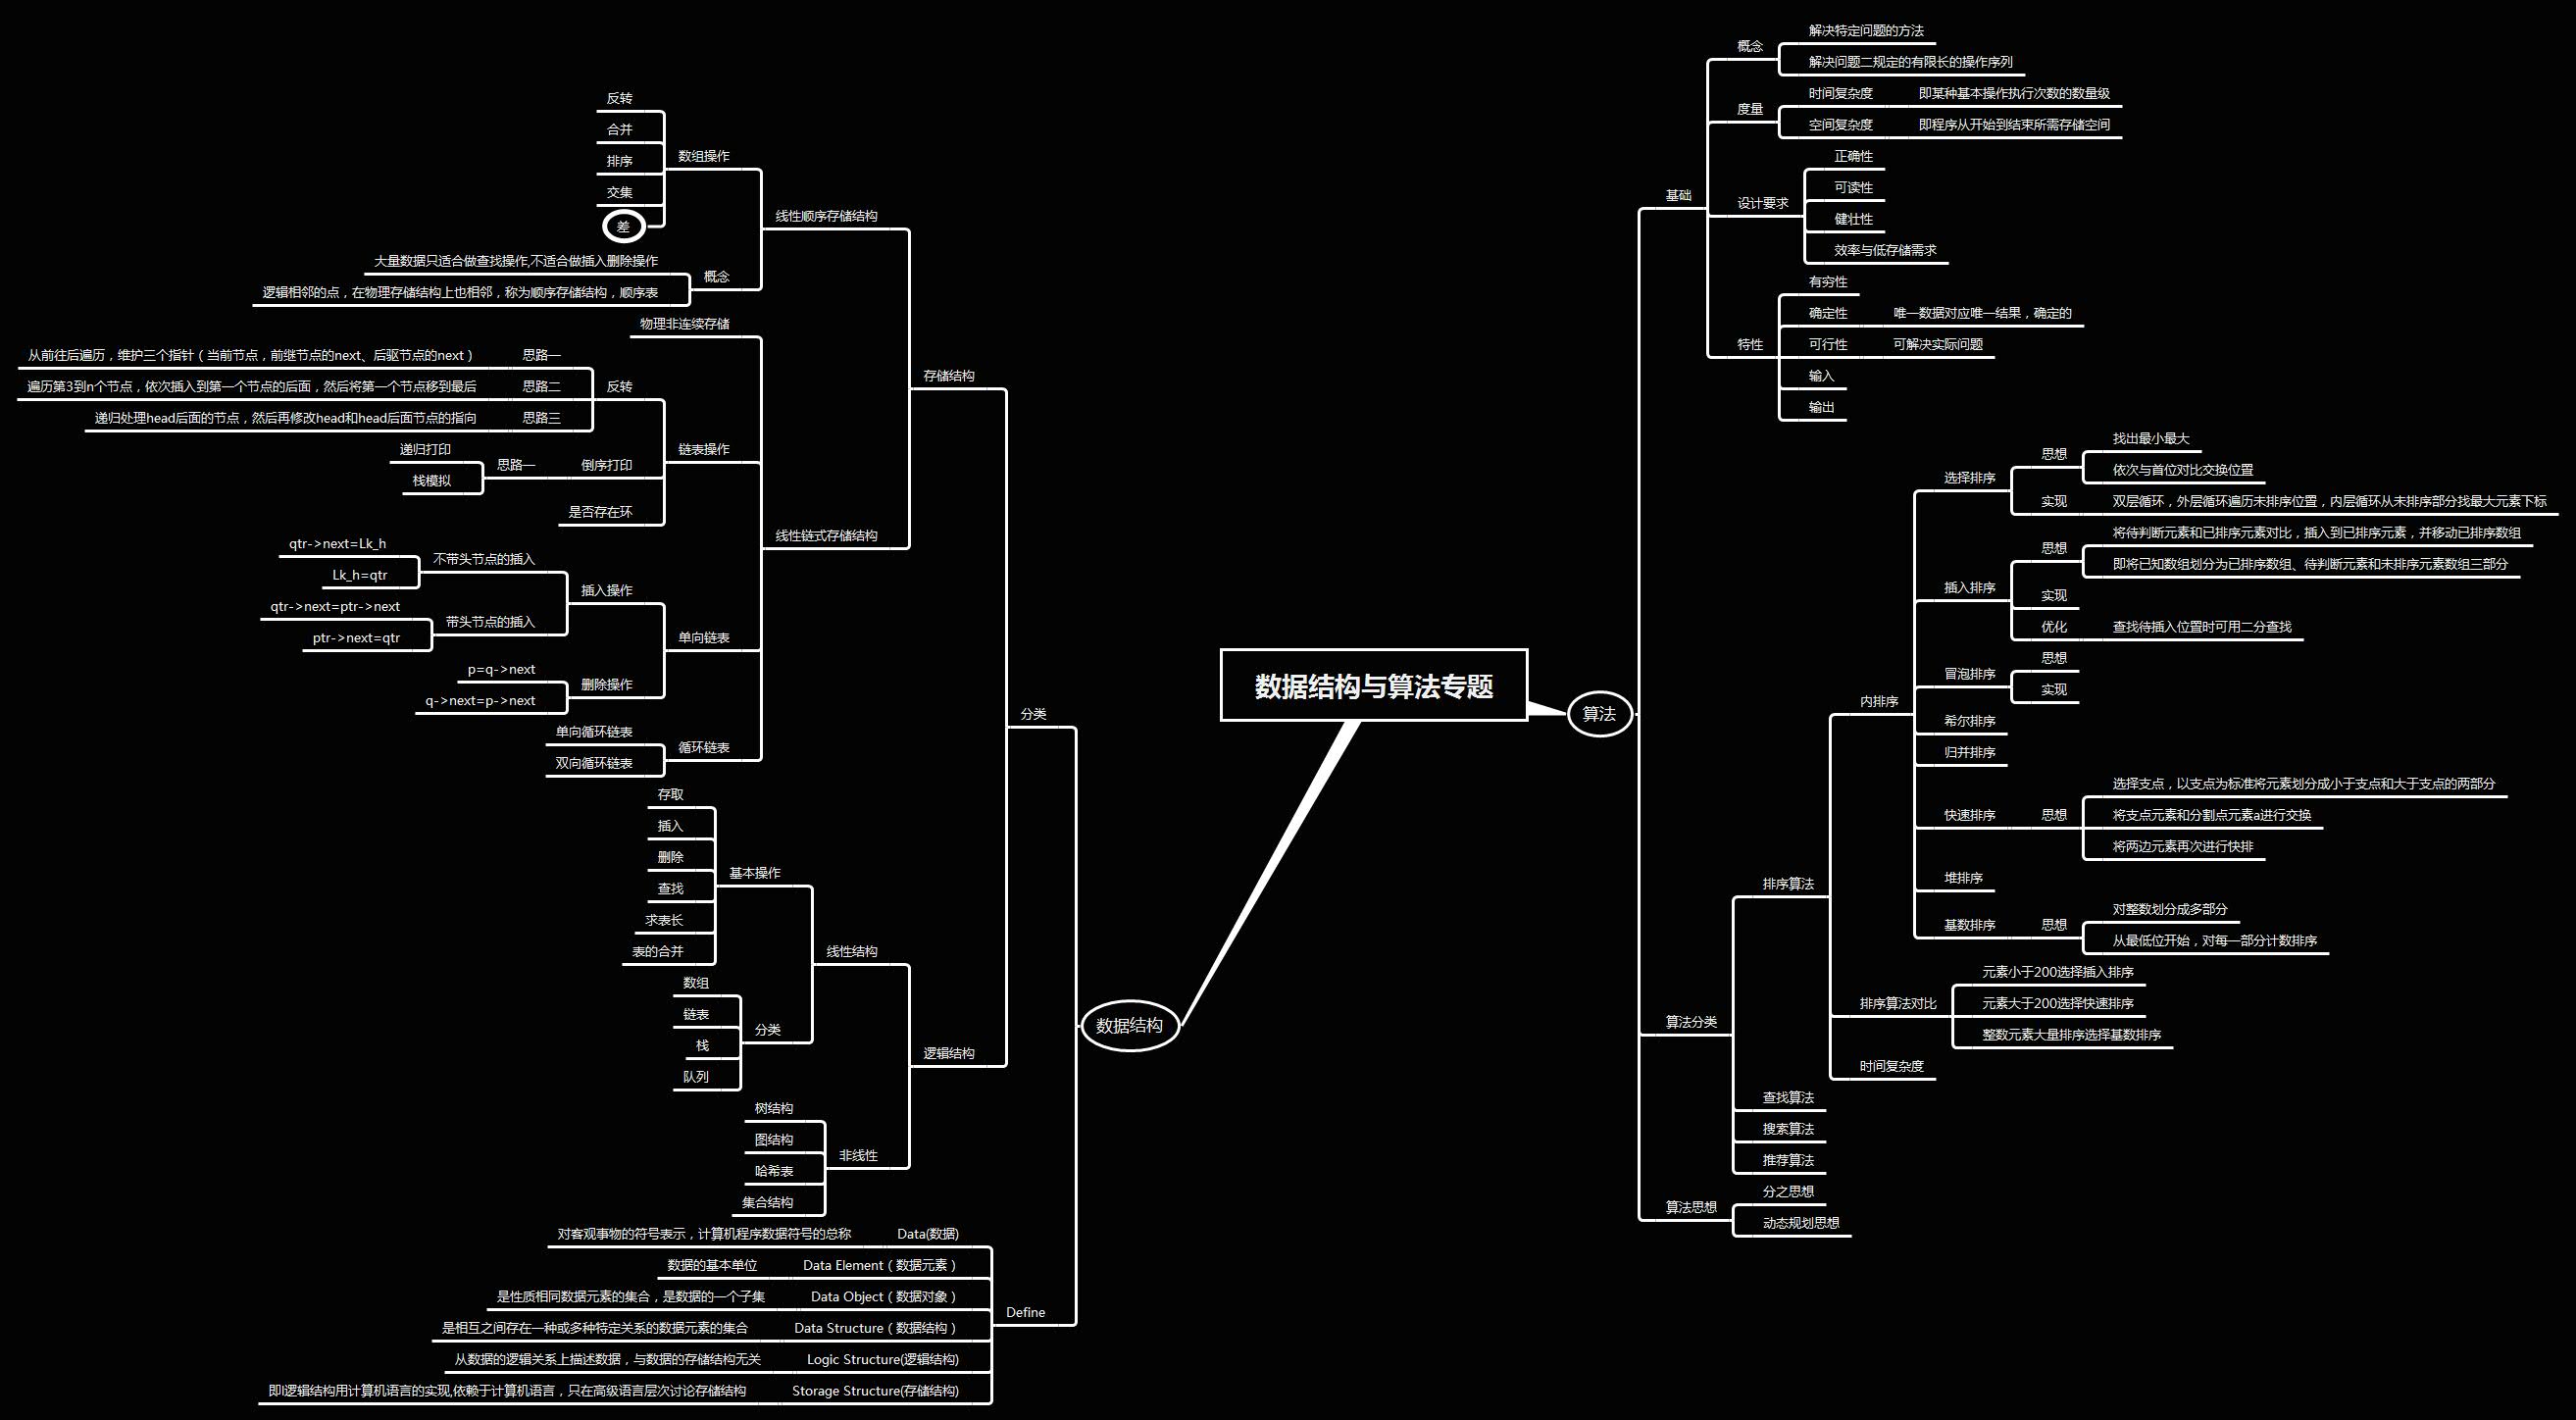 数据结构与算法专题
算法
基础
概念
解决特定问题的方法
解决问题二规定的有限长的操作序列
度量
时间复杂度
即某种基本操作执行次数的数量级
空间复杂度
即程序从开始到结束所需存储空间
设计要求
正确性
可读性
健壮性
效率与低存储需求
特性
有穷性
确定性
唯一数据对应唯一结果，确定的
可行性
可解决实际问题
输入
输出
算法分类
排序算法
内排序
选择排序
思想
找出最小最大
依次与首位对比交换位置
实现
双层循环，外层循环遍历未排序位置，内层循环从未排序部分找最大元素下标
插入排序
思想
将待判断元素和已排序元素对比，插入到已排序元素，并移动已排序数组
即将已知数组划分为已排序数组、待判断元素和未排序元素数组三部分
实现
优化
查找待插入位置时可用二分查找
冒泡排序
思想
实现
希尔排序
归并排序
快速排序
思想
选择支点，以支点为标准将元素划分成小于支点和大于支点的两部分
将支点元素和分割点元素a进行交换
将两边元素再次进行快排
堆排序
基数排序
思想
对整数划分成多部分
从最低位开始，对每一部分计数排序
排序算法对比
元素小于200选择插入排序
元素大于200选择快速排序
整数元素大量排序选择基数排序
时间复杂度
查找算法
搜索算法
推荐算法
算法思想
分之思想
动态规划思想
数据结构
分类
存储结构
线性顺序存储结构
数组操作
反转
合并
排序
交集
差
概念
大量数据只适合做查找操作,不适合做插入删除操作
逻辑相邻的点，在物理存储结构上也相邻，称为顺序存储结构，顺序表
线性链式存储结构
物理非连续存储
链表操作
反转
思路一
从前往后遍历，维护三个指针（当前节点，前继节点的next、后驱节点的next）
思路二
遍历第3到n个节点，依次插入到第一个节点的后面，然后将第一个节点移到最后
思路三
递归处理head后面的节点，然后再修改head和head后面节点的指向
倒序打印
思路一
递归打印
栈模拟
是否存在环
单向链表
插入操作
不带头节点的插入
qtr->next=Lk_h
Lk_h=qtr
带头节点的插入
qtr->next=ptr->next
ptr->next=qtr
删除操作
p=q->next
q->next=p->next
循环链表
单向循环链表
双向循环链表
逻辑结构
线性结构
基本操作
存取
插入
删除
查找
求表长
表的合并
分类
数组
链表
栈
队列
非线性
树结构
图结构
哈希表
集合结构
Define
Data(数据)
对客观事物的符号表示，计算机程序数据符号的总称
Data Element（数据元素）
数据的基本单位
Data Object（数据对象）
是性质相同数据元素的集合，是数据的一个子集
Data Structure（数据结构）
是相互之间存在一种或多种特定关系的数据元素的集合
Logic Structure(逻辑结构)
从数据的逻辑关系上描述数据，与数据的存储结构无关
Storage Structure(存储结构)
即l逻辑结构用计算机语言的实现,依赖于计算机语言，只在高级语言层次讨论存储结构